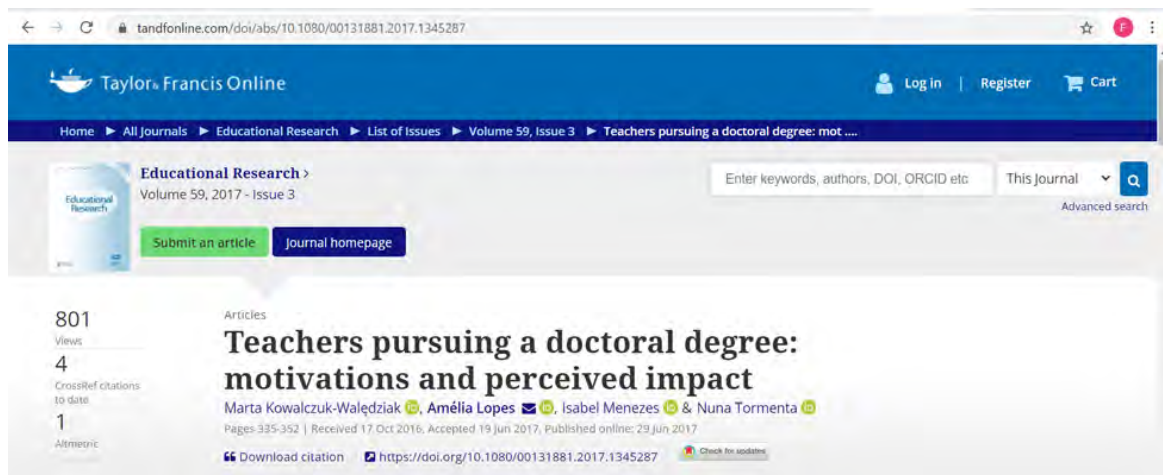 tandfonline.com/doi/abs/10.1080/00131881.2017.1345287
F
Taylor & Francis Online
Log in | Register Cart
Home ▶ All Journals ▶ Educational Research ▶ List of Issues ▶ Volume 59, Issue 3 ▶ Teachers pursuing a doctoral degree: mot ....
Educational Research >
Volume 59, 2017 - Issue 3
Educational
Research
Enter keywords, authors, DOI, ORCID etc
This Journal
Advanced search
Submit an article
Journal homepage
801
Views
4
CrossRef citations
to date
1
Altmetric
Articles
Teachers pursuing a doctoral degree:
motivations and perceived impact
Marta Kowalczuk-Walędziak, Amélia Lopes, Isabel Menezes & Nuna Tormenta
Pages 335-352 | Received 17 Oct 2016, Accepted 19 Jun 2017, Published online: 29 Jun 2017
Download citation https://doi.org/10.1080/00131881.2017.1345287 Check for updates